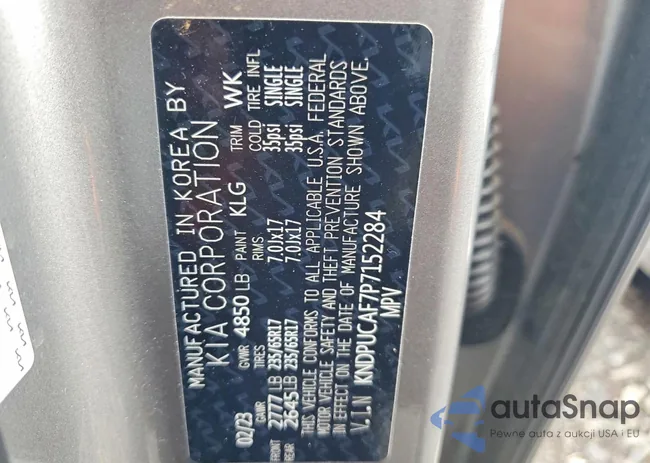 MANUFACTURED IN KOREA BY
KIA CORPORATION
02/23 GVWR 4850 LB PAINT KLG TRIM WK
GAWR TIRES RIMS COLD TIRE INFL
FRONT 2777 LB 235/65R17 7.0Jx17 35psi SINGLE
REAR 2645 LB 235/65R17 7.0Jx17 35psi SINGLE
THIS VEHICLE CONFORMS TO ALL APPLICABLE U.S.A. FEDERAL
MOTOR VEHICLE SAFETY AND THEFT PREVENTION STANDARDS
IN EFFECT ON THE DATE OF MANUFACTURE SHOWN ABOVE.
V.I.N KNDPUCAF7P7152284
MPV
autaSnap
Pewne auta z aukcji USA i EU